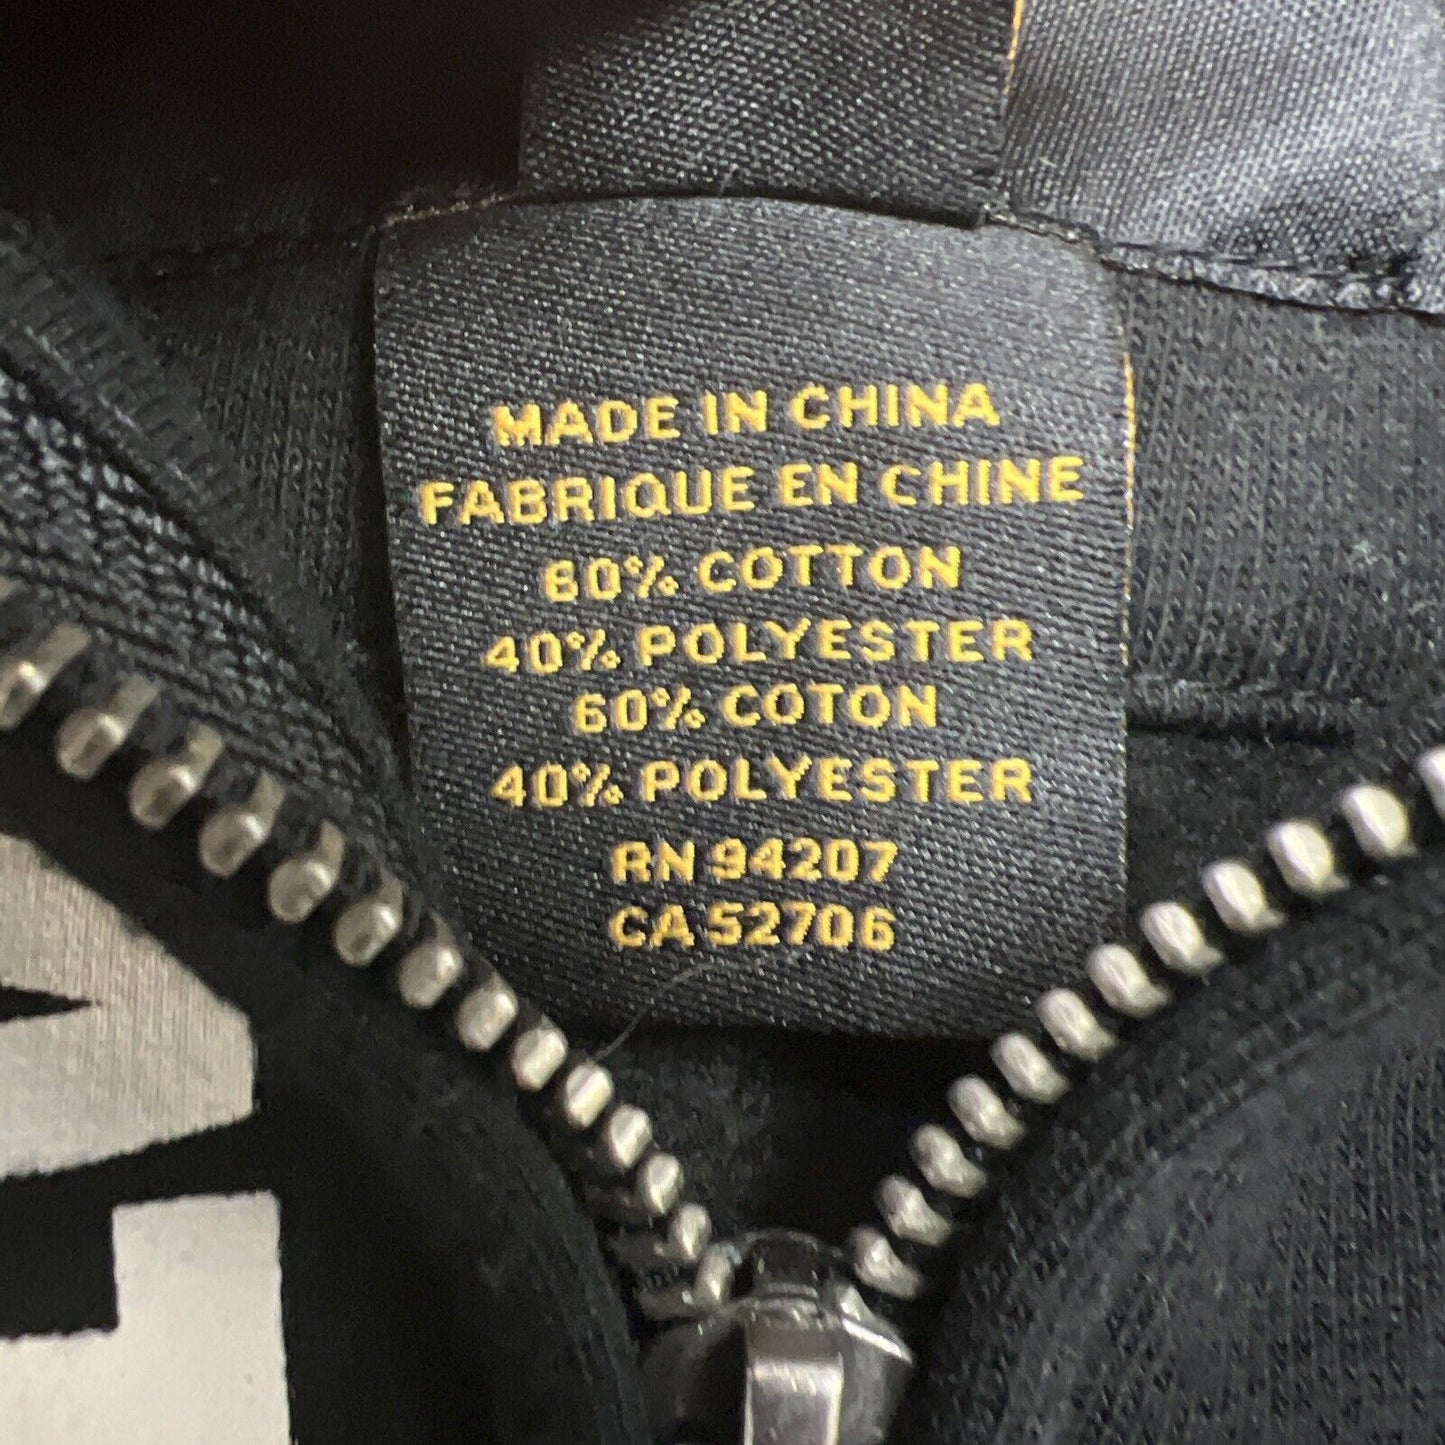 MADE IN CHINA
FABRIQUE EN CHINE
60% COTTON
40% POLYESTER
60% COTON
40% POLYESTER
RN 94207
CA 52706